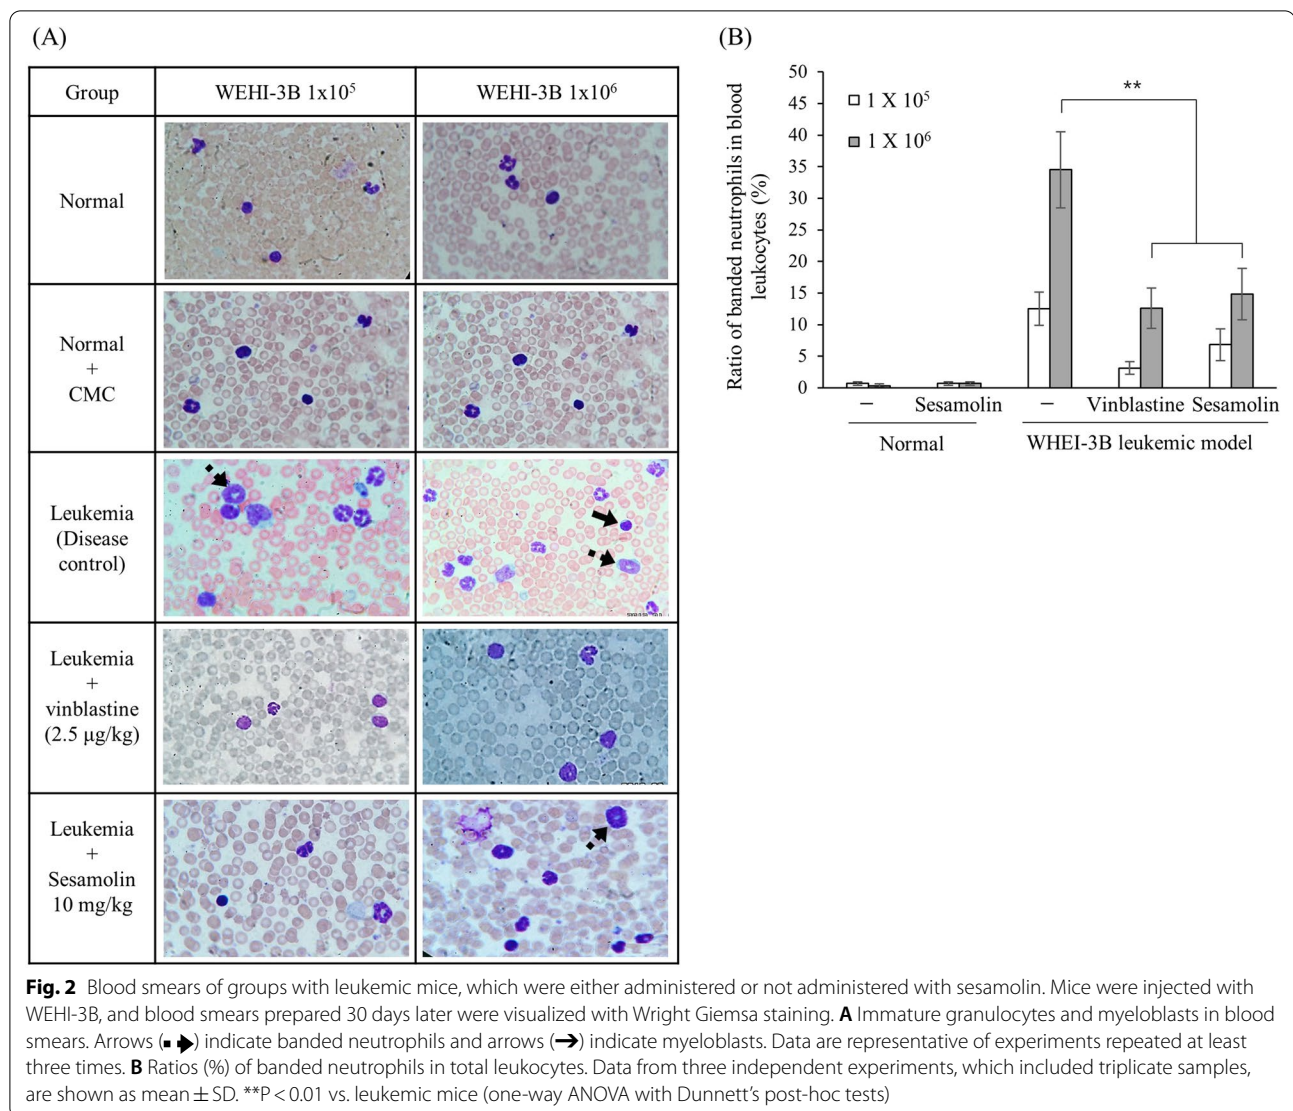 (A)
Group WEHI-3B 1x10⁵ WEHI-3B 1x10⁶
Normal
Normal
+
CMC
Leukemia
(Disease
control)
Leukemia
+
vinblastine
(2.5 μg/kg)
Leukemia
+
Sesamolin
10 mg/kg
(B)
Ratio of banded neutrophils in blood
leukocytes (%)
50
45
40
35
30
25
20
15
10
5
0
1 X 10⁵
1 X 10⁶
**
– Sesamolin – Vinblastine Sesamolin
Normal WHEI-3B leukemic model
Fig. 2 Blood smears of groups with leukemic mice, which were either administered or not administered with sesamolin. Mice were injected with
WEHI-3B, and blood smears prepared 30 days later were visualized with Wright Giemsa staining. A Immature granulocytes and myeloblasts in blood
smears. Arrows (⇢) indicate banded neutrophils and arrows (→) indicate myeloblasts. Data are representative of experiments repeated at least
three times. B Ratios (%) of banded neutrophils in total leukocytes. Data from three independent experiments, which included triplicate samples,
are shown as mean ± SD. **P < 0.01 vs. leukemic mice (one-way ANOVA with Dunnett's post-hoc tests)